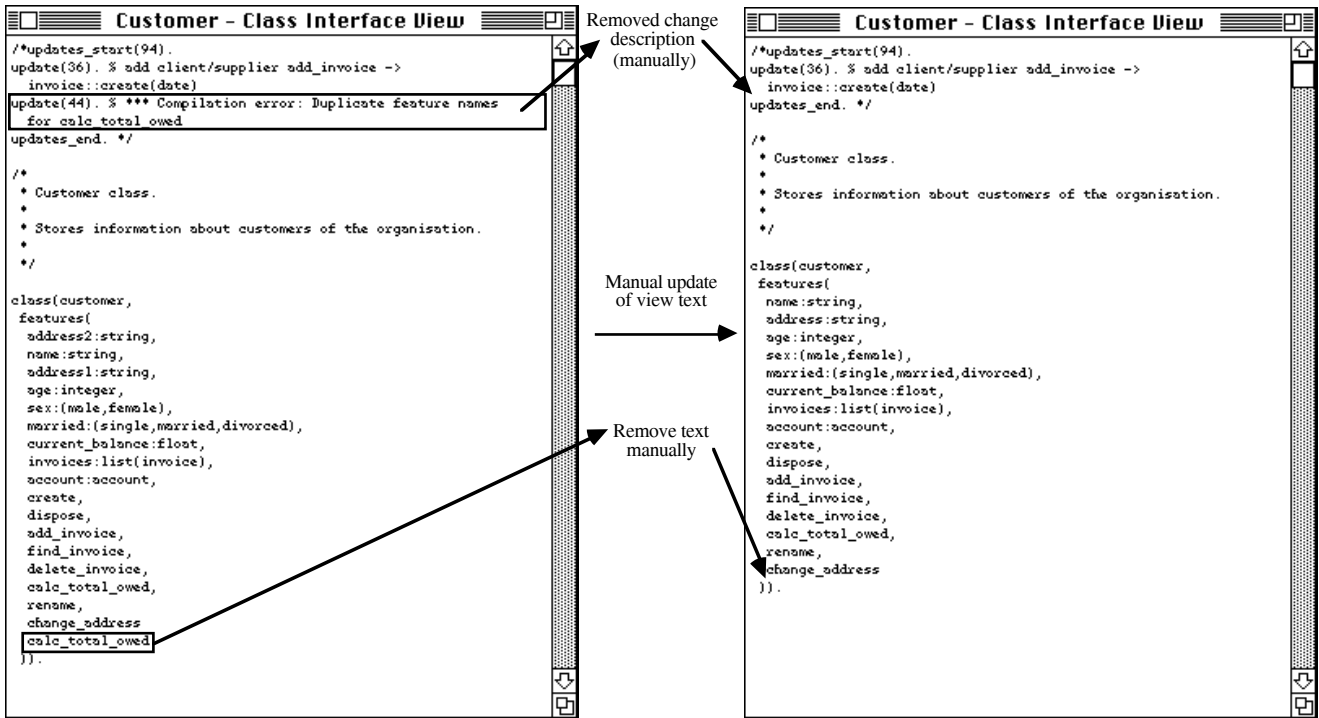 Customer – Class Interface View
/*updates_start(94).
update(36). % add client/supplier add_invoice ->
invoice::create(date)
update(44). % *** Compilation error: Duplicate feature names
for calc_total_owed
updates_end. */
/*
* Customer class.
*
* Stores information about customers of the organisation.
*
*/
class(customer,
features(
address2:string,
name:string,
address1:string,
age:integer,
sex:(male,female),
married:(single,married,divorced),
current_balance:float,
invoices:list(invoice),
account:account,
create,
dispose,
add_invoice,
find_invoice,
delete_invoice,
calc_total_owed,
rename,
change_address
calc_total_owed
)).
Removed change
description
(manually)
Manual update
of view text
Remove text
manually
Customer – Class Interface View
/*updates_start(94).
update(36). % add client/supplier add_invoice ->
invoice::create(date)
updates_end. */
/*
* Customer class.
*
* Stores information about customers of the organisation.
*
*/
class(customer,
features(
name:string,
address:string,
age:integer,
sex:(male,female),
married:(single,married,divorced),
current_balance:float,
invoices:list(invoice),
account:account,
create,
dispose,
add_invoice,
find_invoice,
delete_invoice,
calc_total_owed,
rename,
change_address
)).